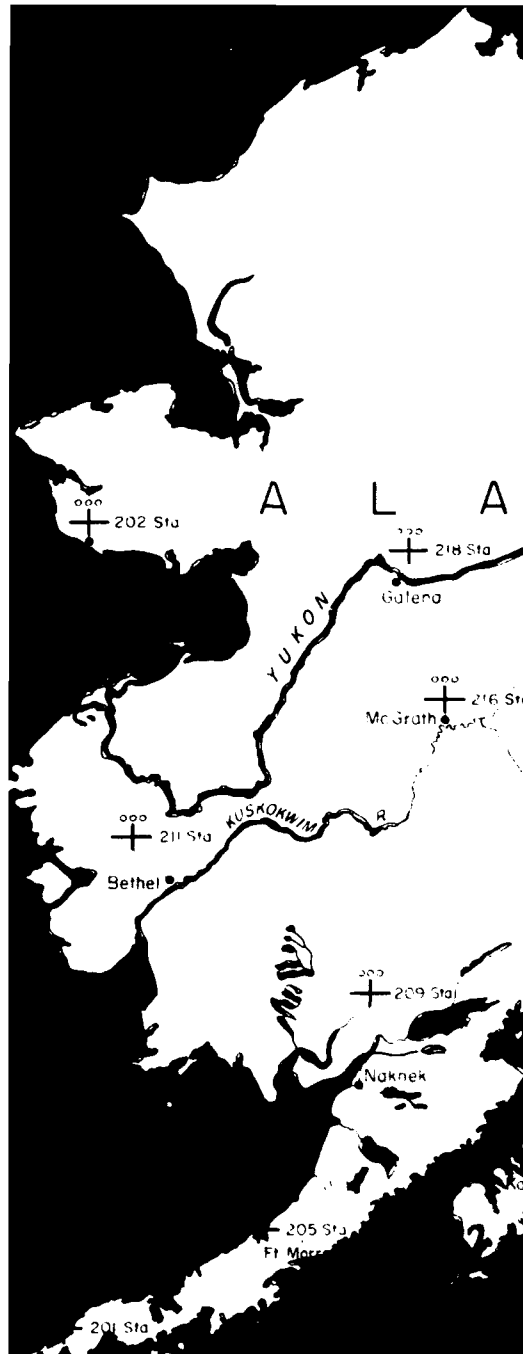 A L A
202 Sta
218 Sta
Galena
YUKON
216 Sta
McGrath
KUSKOKWIM R
211 Sta
Bethel
209 Sta
Naknek
205 Sta
Ft
201 Sta